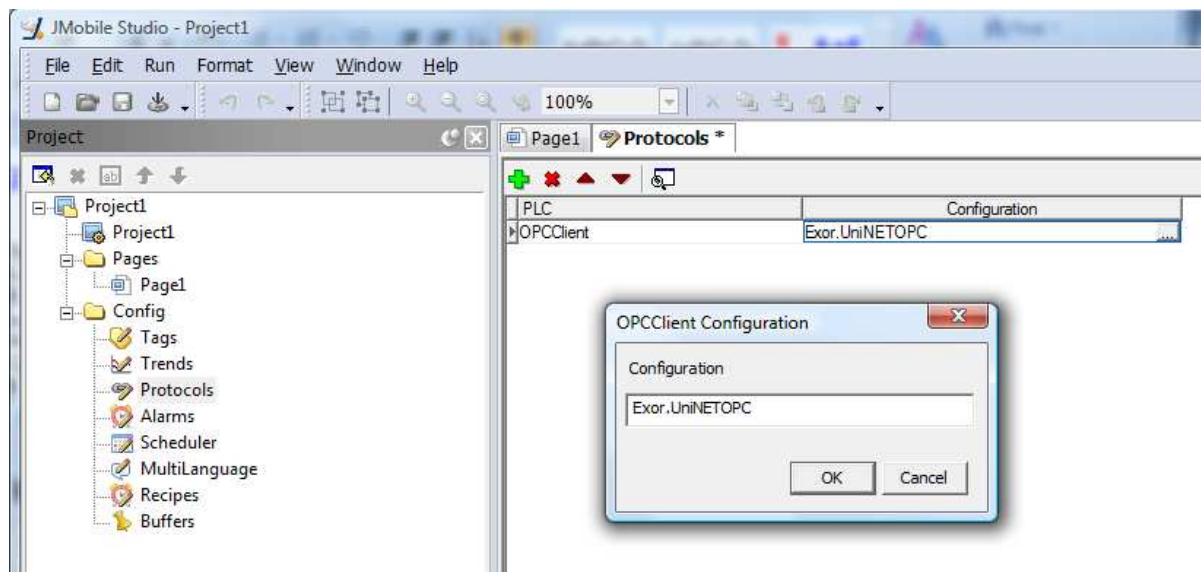 JMobile Studio - Project1
File Edit Run Format View Window Help
100%
Project
Page1 Protocols *
PLC Configuration
OPCClient Exor.UniNETOPC ...
Project1
Project1
Pages
Page1
Config
Tags
Trends
Protocols
Alarms
Scheduler
MultiLanguage
Recipes
Buffers
OPCClient Configuration
Configuration
Exor.UniNETOPC
OK Cancel